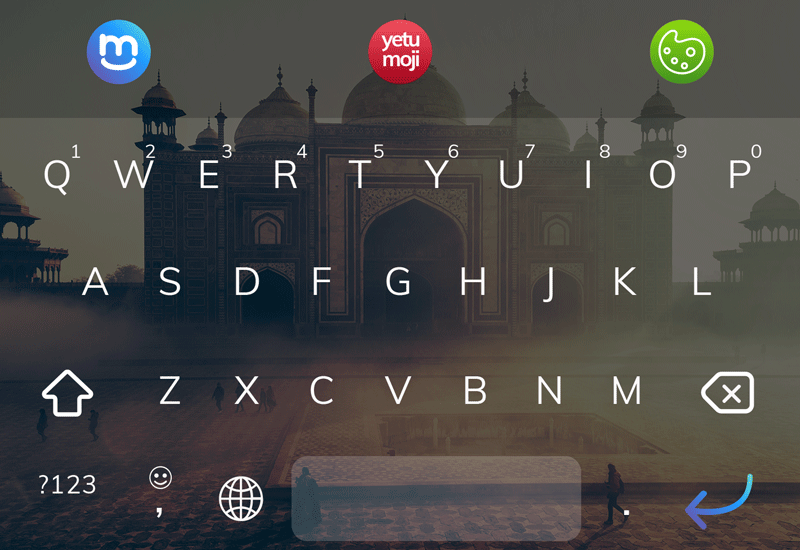 m
yetu
moji
1 2 3 4 5 6 7 8 9 0
Q W E R T Y U I O P
A S D F G H J K L
Z X C V B N M
?123 , .